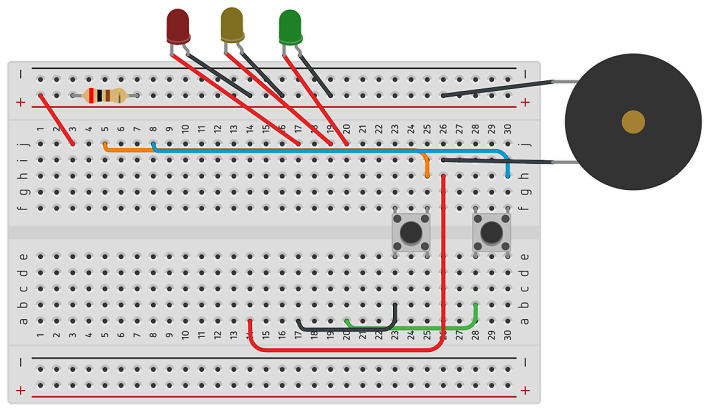 − −
+ +
1 2 3 4 5 6 7 8 9 10 11 12 13 14 15 16 17 18 19 20 21 22 23 24 25 26 27 28 29 30
j j
i i
h h
g g
f f
e e
d d
c c
b b
a a
1 2 3 4 5 6 7 8 9 10 11 12 13 14 15 16 17 18 19 20 21 22 23 24 25 26 27 28 29 30
− −
+ +